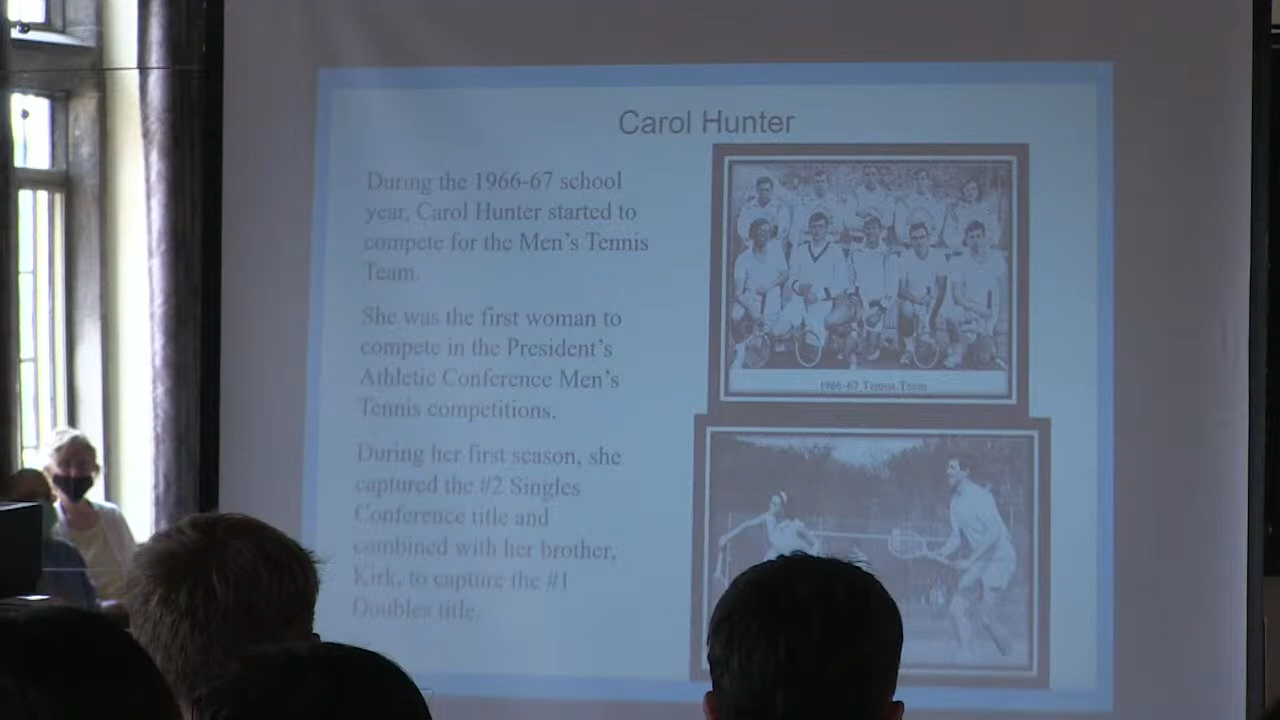 Carol Hunter
During the 1966-67 school
year, Carol Hunter started to
compete for the Men's Tennis
Team.
She was the first woman to
compete in the President's
Athletic Conference Men's
Tennis competitions.
During her first season, she
captured the #2 Singles
Conference title and
combined with her brother,
Kirk, to capture the #1
Doubles title.
1966-67 Tennis Team